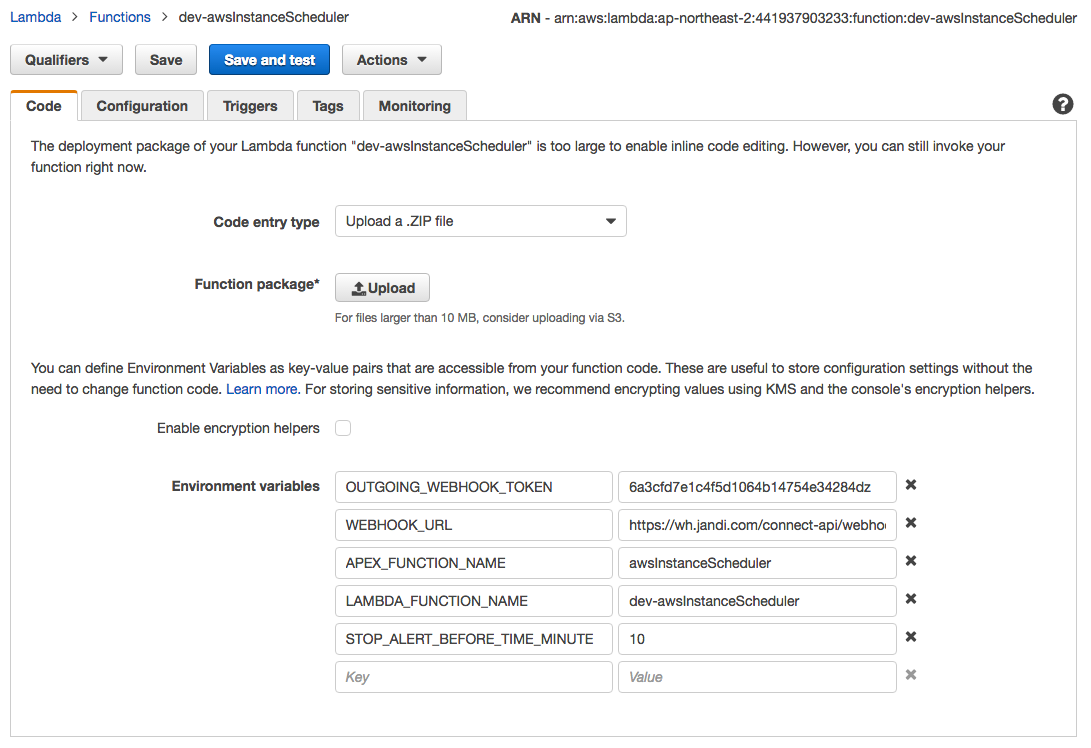 Lambda > Functions > dev-awsInstanceScheduler ARN - arn:aws:lambda:ap-northeast-2:441937903233:function:dev-awsInstanceScheduler
Qualifiers Save Save and test Actions
Code Configuration Triggers Tags Monitoring ?
The deployment package of your Lambda function "dev-awsInstanceScheduler" is too large to enable inline code editing. However, you can still invoke your
function right now.
Code entry type Upload a .ZIP file
Function package* Upload
For files larger than 10 MB, consider uploading via S3.
You can define Environment Variables as key-value pairs that are accessible from your function code. These are useful to store configuration settings without the
need to change function code. Learn more. For storing sensitive information, we recommend encrypting values using KMS and the console's encryption helpers.
Enable encryption helpers
Environment variables OUTGOING_WEBHOOK_TOKEN 6a3cfd7e1c4f5d1064b14754e34284dz
WEBHOOK_URL https://wh.jandi.com/connect-api/webho
APEX_FUNCTION_NAME awsInstanceScheduler
LAMBDA_FUNCTION_NAME dev-awsInstanceScheduler
STOP_ALERT_BEFORE_TIME_MINUTE 10
Key Value